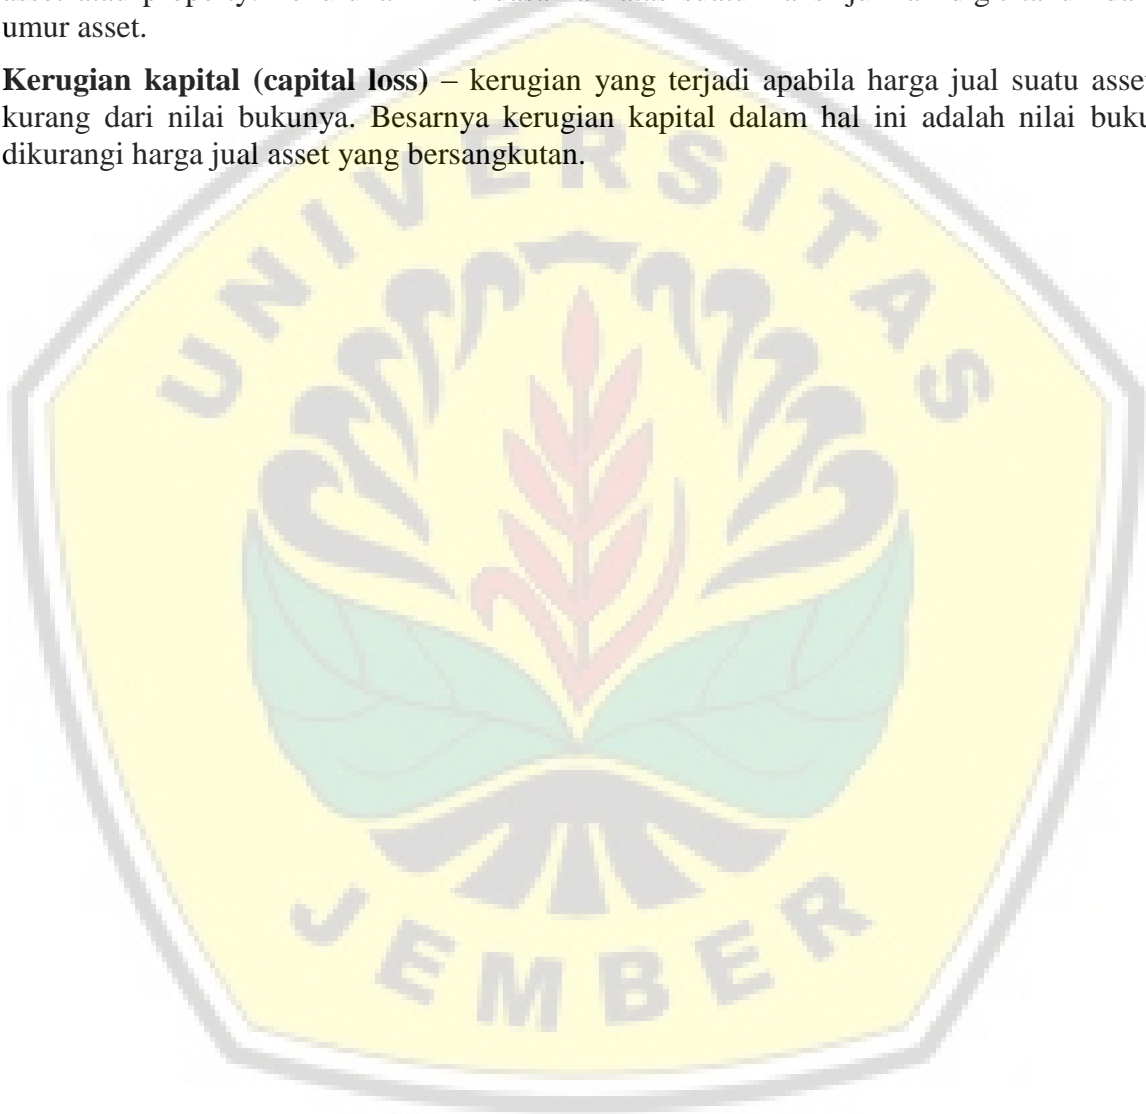 umur asset.
Kerugian kapital (capital loss) – kerugian yang terjadi apabila harga jual suatu asset
kurang dari nilai bukunya. Besarnya kerugian kapital dalam hal ini adalah nilai buku
dikurangi harga jual asset yang bersangkutan.
UNIVERSITAS
JEMBER